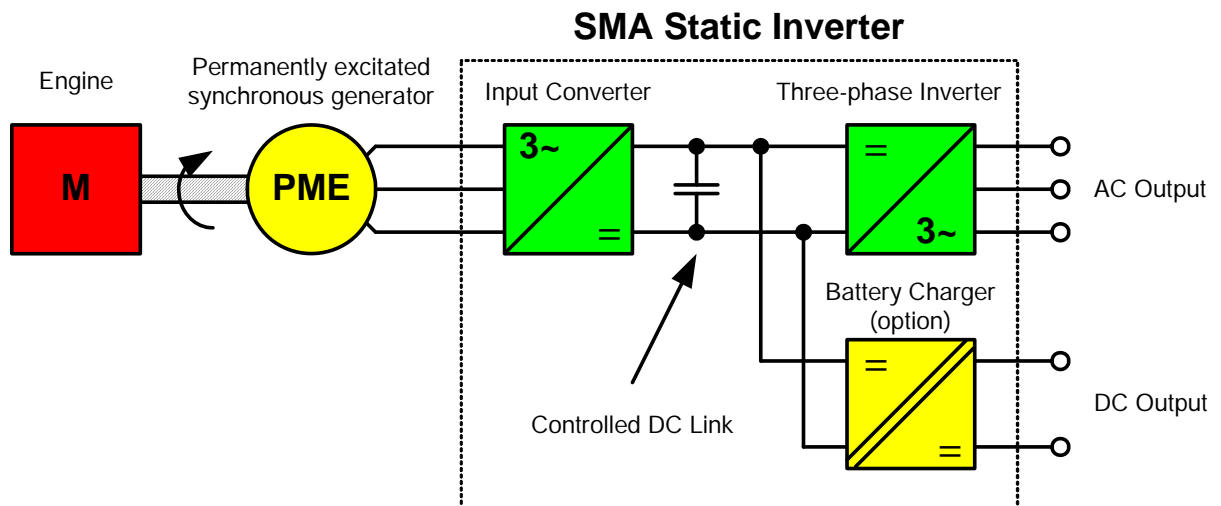 SMA Static Inverter
Engine
Permanently excitated
synchronous generator
Input Converter
Three-phase Inverter
M
PME
3~
=
=
3~
AC Output
Battery Charger
(option)
=
=
DC Output
Controlled DC Link